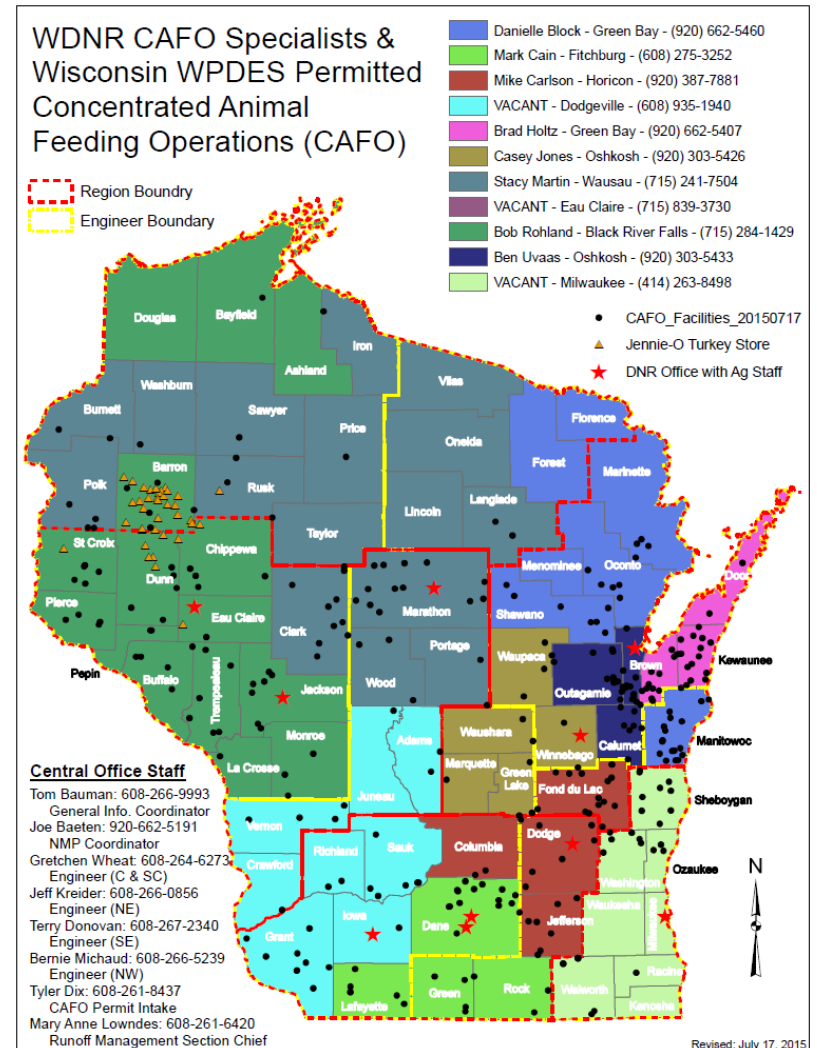 WDNR CAFO Specialists &
Wisconsin WPDES Permitted
Concentrated Animal
Feeding Operations (CAFO)
Region Boundry
Engineer Boundary
Danielle Block - Green Bay - (920) 662-5460
Mark Cain - Fitchburg - (608) 275-3252
Mike Carlson - Horicon - (920) 387-7881
VACANT - Dodgeville - (608) 935-1940
Brad Holtz - Green Bay - (920) 662-5407
Casey Jones - Oshkosh - (920) 303-5426
Stacy Martin - Wausau - (715) 241-7504
VACANT - Eau Claire - (715) 839-3730
Bob Rohland - Black River Falls - (715) 284-1429
Ben Uvaas - Oshkosh - (920) 303-5433
VACANT - Milwaukee - (414) 263-8498
CAFO_Facilities_20150717
Jennie-O Turkey Store
DNR Office with Ag Staff
Douglas
Bayfield
Iron
Ashland
Vilas
Washburn
Burnett
Sawyer
Florence
Price
Oneida
Forest
Marinette
Barron
Polk
Rusk
Langlade
Lincoln
Taylor
St Croix
Chippewa
Menominee
Oconto
Door
Dunn
Pierce
Eau Claire
Marathon
Shawano
Clark
Portage
Waupaca
Brown
Kewaunee
Pepin
Buffalo
Trempealeau
Jackson
Wood
Outagamie
Monroe
Adams
Waushara
Winnebago
Calumet
Manitowoc
La Crosse
Juneau
Marquette
Green
Lake
Fond du Lac
Sheboygan
Vernon
Crawford
Richland
Sauk
Columbia
Dodge
Washington
Ozaukee
Grant
Iowa
Dane
Jefferson
Waukesha
Milwaukee
Lafayette
Green
Rock
Walworth
Racine
Kenosha
N
Central Office Staff
Tom Bauman: 608-266-9993
General Info. Coordinator
Joe Baeten: 920-662-5191
NMP Coordinator
Gretchen Wheat: 608-264-6273
Engineer (C & SC)
Jeff Kreider: 608-266-0856
Engineer (NE)
Terry Donovan: 608-267-2340
Engineer (SE)
Bernie Michaud: 608-266-5239
Engineer (NW)
Tyler Dix: 608-261-8437
CAFO Permit Intake
Mary Anne Lowndes: 608-261-6420
Runoff Management Section Chief
Revised: July 17, 2015